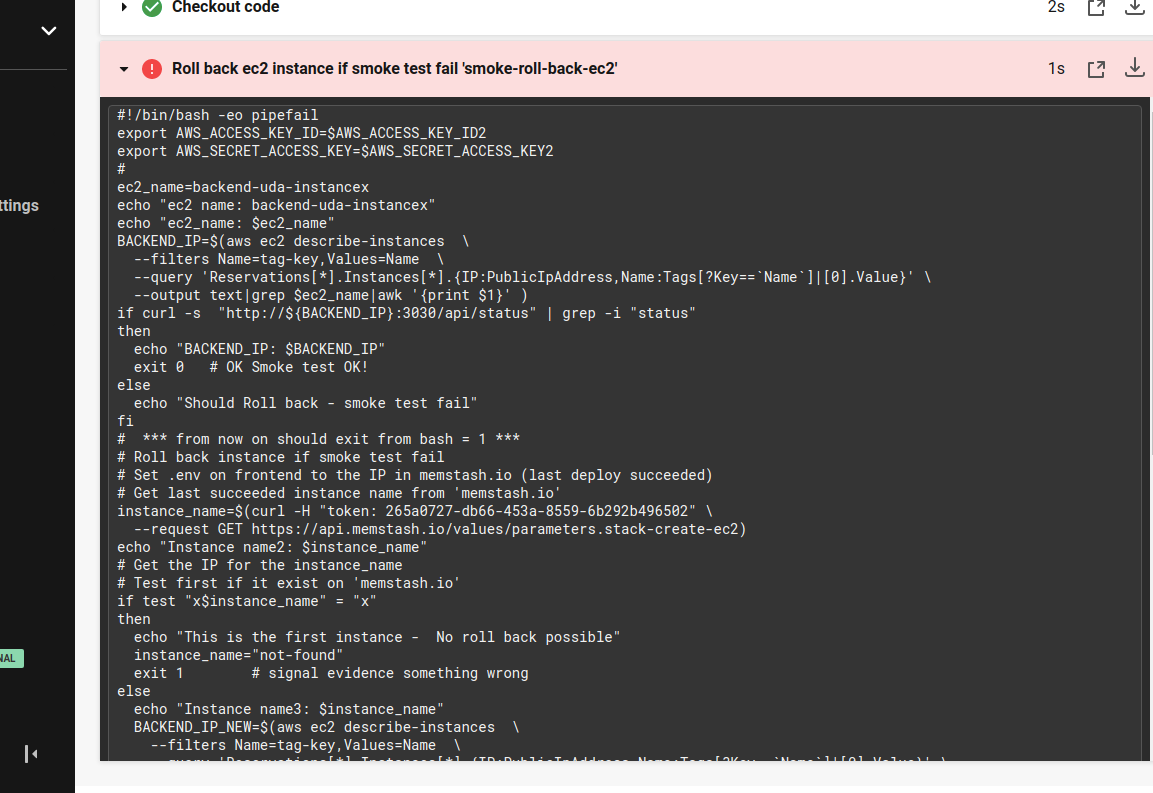 Checkout code 2s
Roll back ec2 instance if smoke test fail 'smoke-roll-back-ec2' 1s
ttings
NAL
#!/bin/bash -eo pipefail
export AWS_ACCESS_KEY_ID=$AWS_ACCESS_KEY_ID2
export AWS_SECRET_ACCESS_KEY=$AWS_SECRET_ACCESS_KEY2
#
ec2_name=backend-uda-instancex
echo "ec2 name: backend-uda-instancex"
echo "ec2_name: $ec2_name"
BACKEND_IP=$(aws ec2 describe-instances  \
  --filters Name=tag-key,Values=Name  \
  --query 'Reservations[*].Instances[*].{IP:PublicIpAddress,Name:Tags[?Key==`Name`]|[0].Value}' \
  --output text|grep $ec2_name|awk '{print $1}' )
if curl -s  "http://${BACKEND_IP}:3030/api/status" | grep -i "status"
then
  echo "BACKEND_IP: $BACKEND_IP"
  exit 0   # OK Smoke test OK!
else
  echo "Should Roll back - smoke test fail"
fi
#  *** from now on should exit from bash = 1 ***
# Roll back instance if smoke test fail
# Set .env on frontend to the IP in memstash.io (last deploy succeeded)
# Get last succeeded instance name from 'memstash.io'
instance_name=$(curl -H "token: 265a0727-db66-453a-8559-6b292b496502" \
  --request GET https://api.memstash.io/values/parameters.stack-create-ec2)
echo "Instance name2: $instance_name"
# Get the IP for the instance_name
# Test first if it exist on 'memstash.io'
if test "x$instance_name" = "x"
then
  echo "This is the first instance -  No roll back possible"
  instance_name="not-found"
  exit 1        # signal evidence something wrong
else
  echo "Instance name3: $instance_name"
  BACKEND_IP_NEW=$(aws ec2 describe-instances  \
    --filters Name=tag-key,Values=Name  \
    --query 'Reservations[*].Instances[*].{IP:PublicIpAddress,Name:Tags[?Key==`Name`]|[0].Value}' \